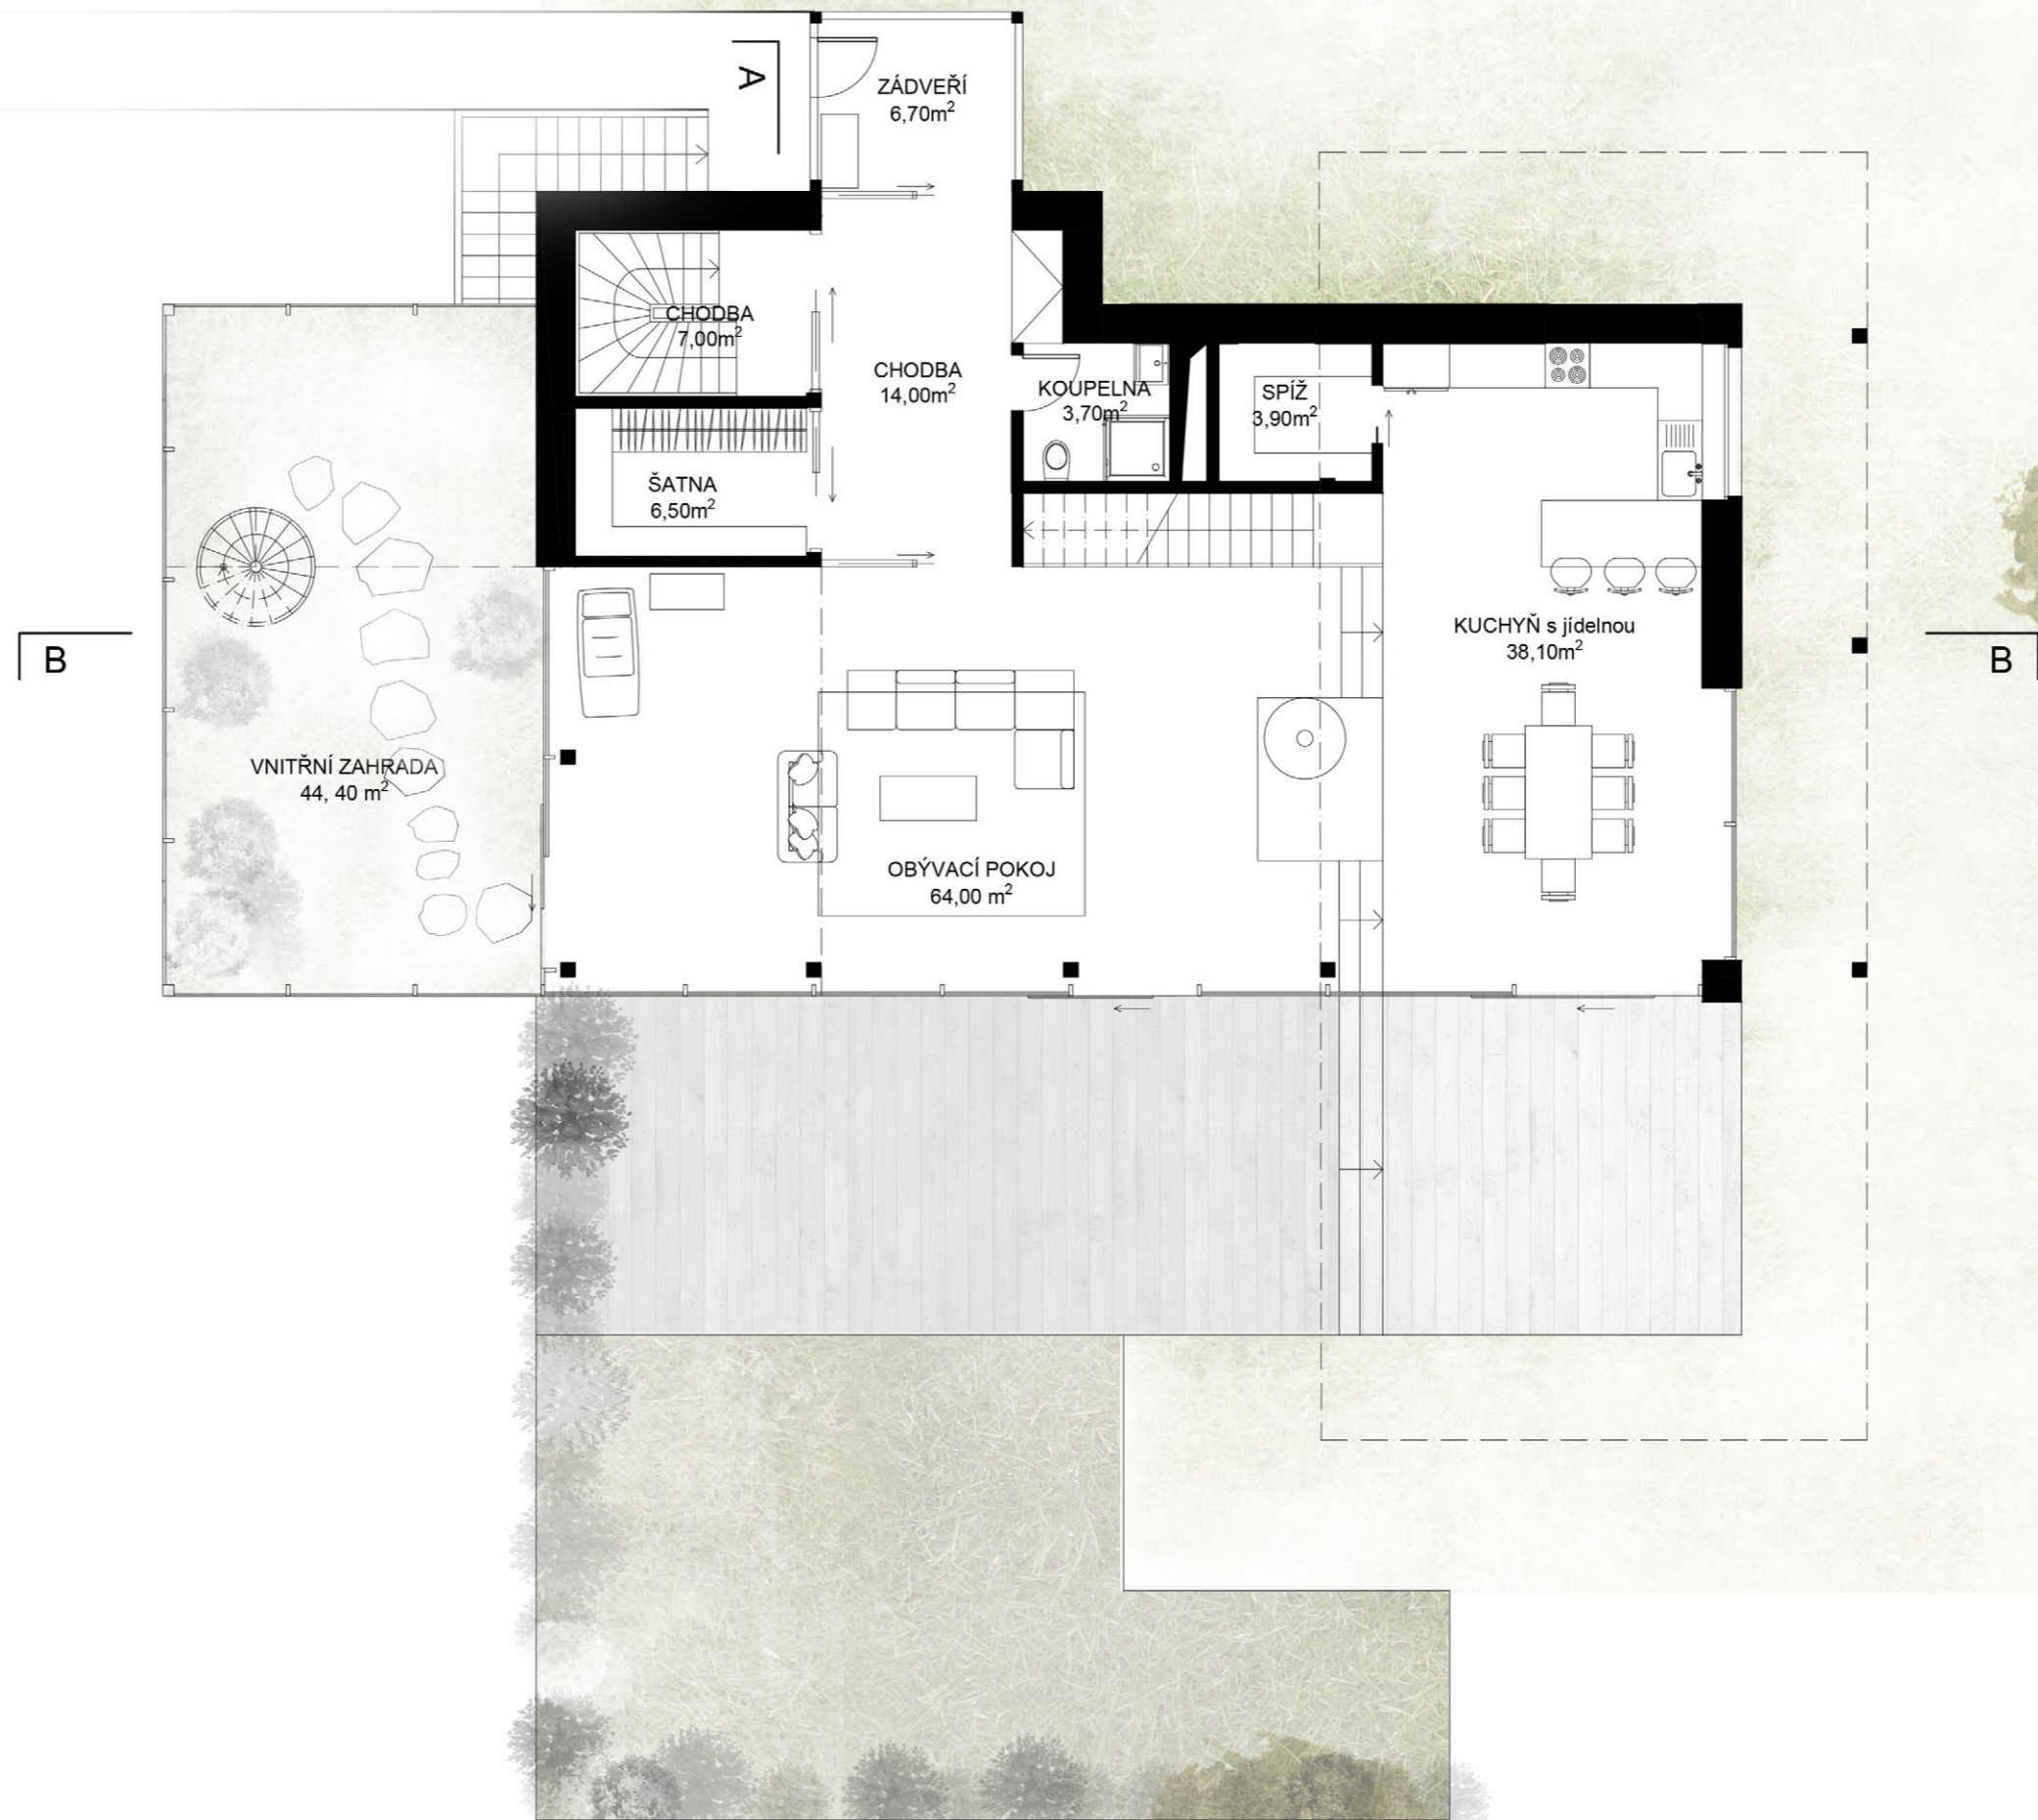 A
ZÁDVEŘÍ
6,70m²
CHODBA
7,00m²
CHODBA
14,00m²
KOUPELNA
3,70m²
SPÍŽ
3,90m²
ŠATNA
6,50m²
KUCHYŇ s jídelnou
38,10m²
B
B
VNITŘNÍ ZAHRADA
44, 40 m²
OBÝVACÍ POKOJ
64,00 m²